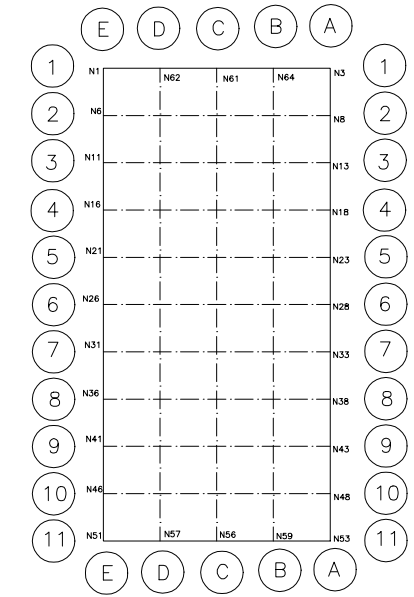 E D C B A
1 N1 N62 N61 N64 N3 1
2 N6 N8 2
3 N11 N13 3
4 N16 N18 4
5 N21 N23 5
6 N26 N28 6
7 N31 N33 7
8 N36 N38 8
9 N41 N43 9
10 N46 N48 10
11 N51 N57 N56 N59 N53 11
E D C B A